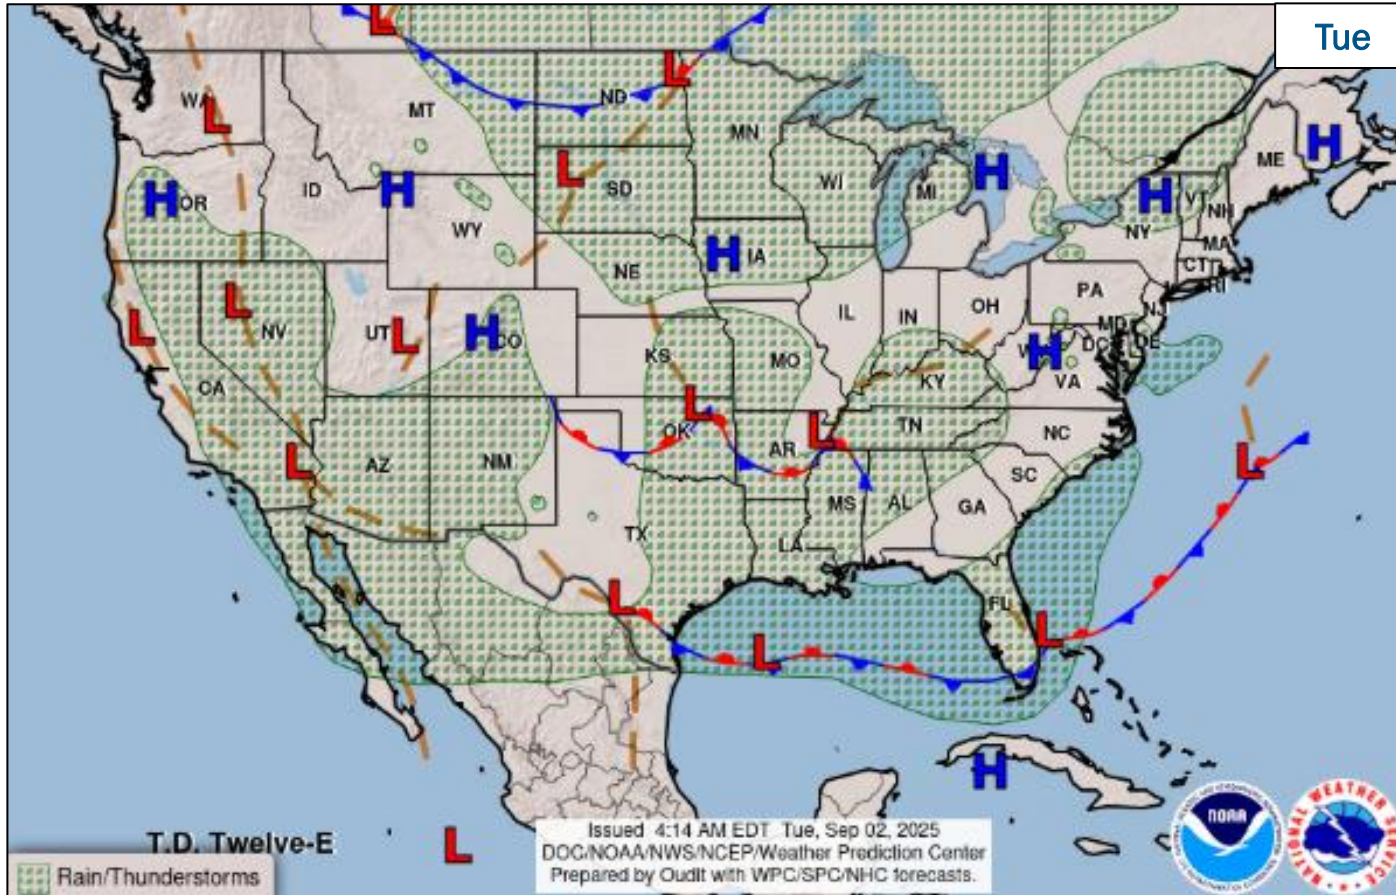 Tue
L
L
WA
L
MT
ND
MN
ME
H
H
OR
ID
H
WY
L
SD
WI
MI
H
H
VT
NH
NY
MA
CT
RI
NE
H
IA
PA
NJ
L
NV
L
UT
L
H
CO
KS
MO
IL
IN
OH
MD
DE
DC
H
VA
CA
L
OK
L
KY
TN
NC
L
AZ
NM
AR
SC
L
TX
LA
MS
AL
GA
L
L
FL
L
H
T.D. Twelve-E
L
Rain/Thunderstorms
Issued 4:14 AM EDT Tue, Sep 02, 2025
DOC/NOAA/NWS/NCEP/Weather Prediction Center
Prepared by Oudit with WPC/SPC/NHC forecasts.
NOAA
NATIONAL WEATHER SERVICE